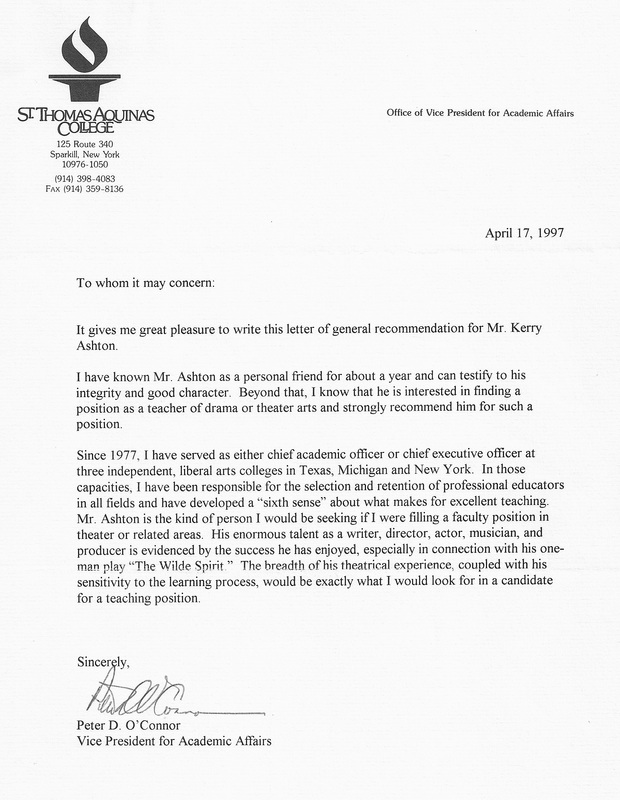 ST. THOMAS AQUINAS
COLLEGE
125 Route 340
Sparkill, New York
10976-1050
(914) 398-4083
FAX (914) 359-8136
Office of Vice President for Academic Affairs
April 17, 1997
To whom it may concern:
It gives me great pleasure to write this letter of general recommendation for Mr. Kerry
Ashton.
I have known Mr. Ashton as a personal friend for about a year and can testify to his
integrity and good character.  Beyond that, I know that he is interested in finding a
position as a teacher of drama or theater arts and strongly recommend him for such a
position.
Since 1977, I have served as either chief academic officer or chief executive officer at
three independent, liberal arts colleges in Texas, Michigan and New York.  In those
capacities, I have been responsible for the selection and retention of professional educators
in all fields and have developed a “sixth sense” about what makes for excellent teaching.
Mr. Ashton is the kind of person I would be seeking if I were filling a faculty position in
theater or related areas.  His enormous talent as a writer, director, actor, musician, and
producer is evidenced by the success he has enjoyed, especially in connection with his one-
man play “The Wilde Spirit.”  The breadth of his theatrical experience, coupled with his
sensitivity to the learning process, would be exactly what I would look for in a candidate
for a teaching position.
Sincerely,
Peter D. O’Connor
Vice President for Academic Affairs